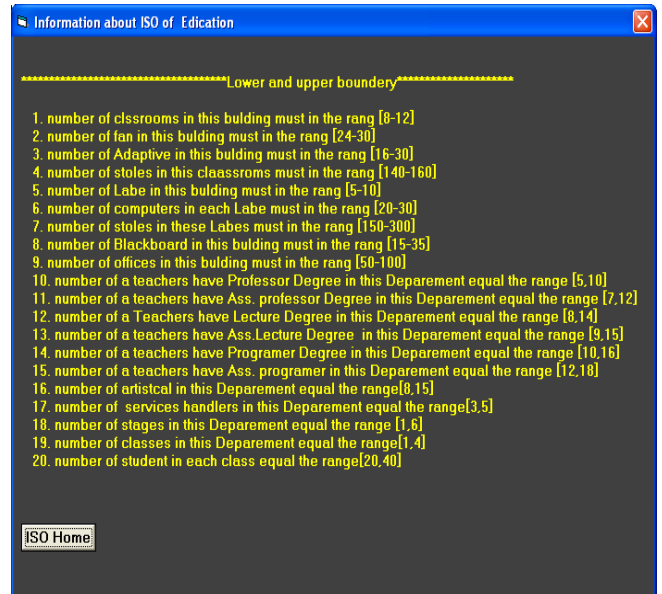 Information about ISO of Edication
*************************************Lower and upper boundery*********************
1. number of clssrooms in this bulding must in the rang [8-12]
2. number of fan in this bulding must in the rang [24-30]
3. number of Adaptive in this bulding must in the rang [16-30]
4. number of stoles in this claassroms must in the rang [140-160]
5. number of Labe in this bulding must in the rang [5-10]
6. number of computers in each Labe must in the rang [20-30]
7. number of stoles in these Labes must in the rang [150-300]
8. number of Blackboard in this bulding must in the rang [15-35]
9. number of offices in this bulding must in the rang [50-100]
10. number of a teachers have Professor Degree in this Deparement equal the range [5,10]
11. number of a teachers have Ass. professor Degree in this Deparement equal the range [7,12]
12. number of a Teachers have Lecture Degree in this Deparement equal the range [8,14]
13. number of a teachers have Ass.Lecture Degree in this Deparement equal the range [9,15]
14. number of a teachers have Programer Degree in this Deparement equal the range [10,16]
15. number of a teachers have Ass. programer in this Deparement equal the range [12,18]
16. number of artistcal in this Deparement equal the range[8,15]
17. number of services handlers in this Deparement equal the range[3,5]
18. number of stages in this Deparement equal the range [1,6]
19. number of classes in this Deparement equal the range[1,4]
20. number of student in each class equal the range[20,40]
ISO Home